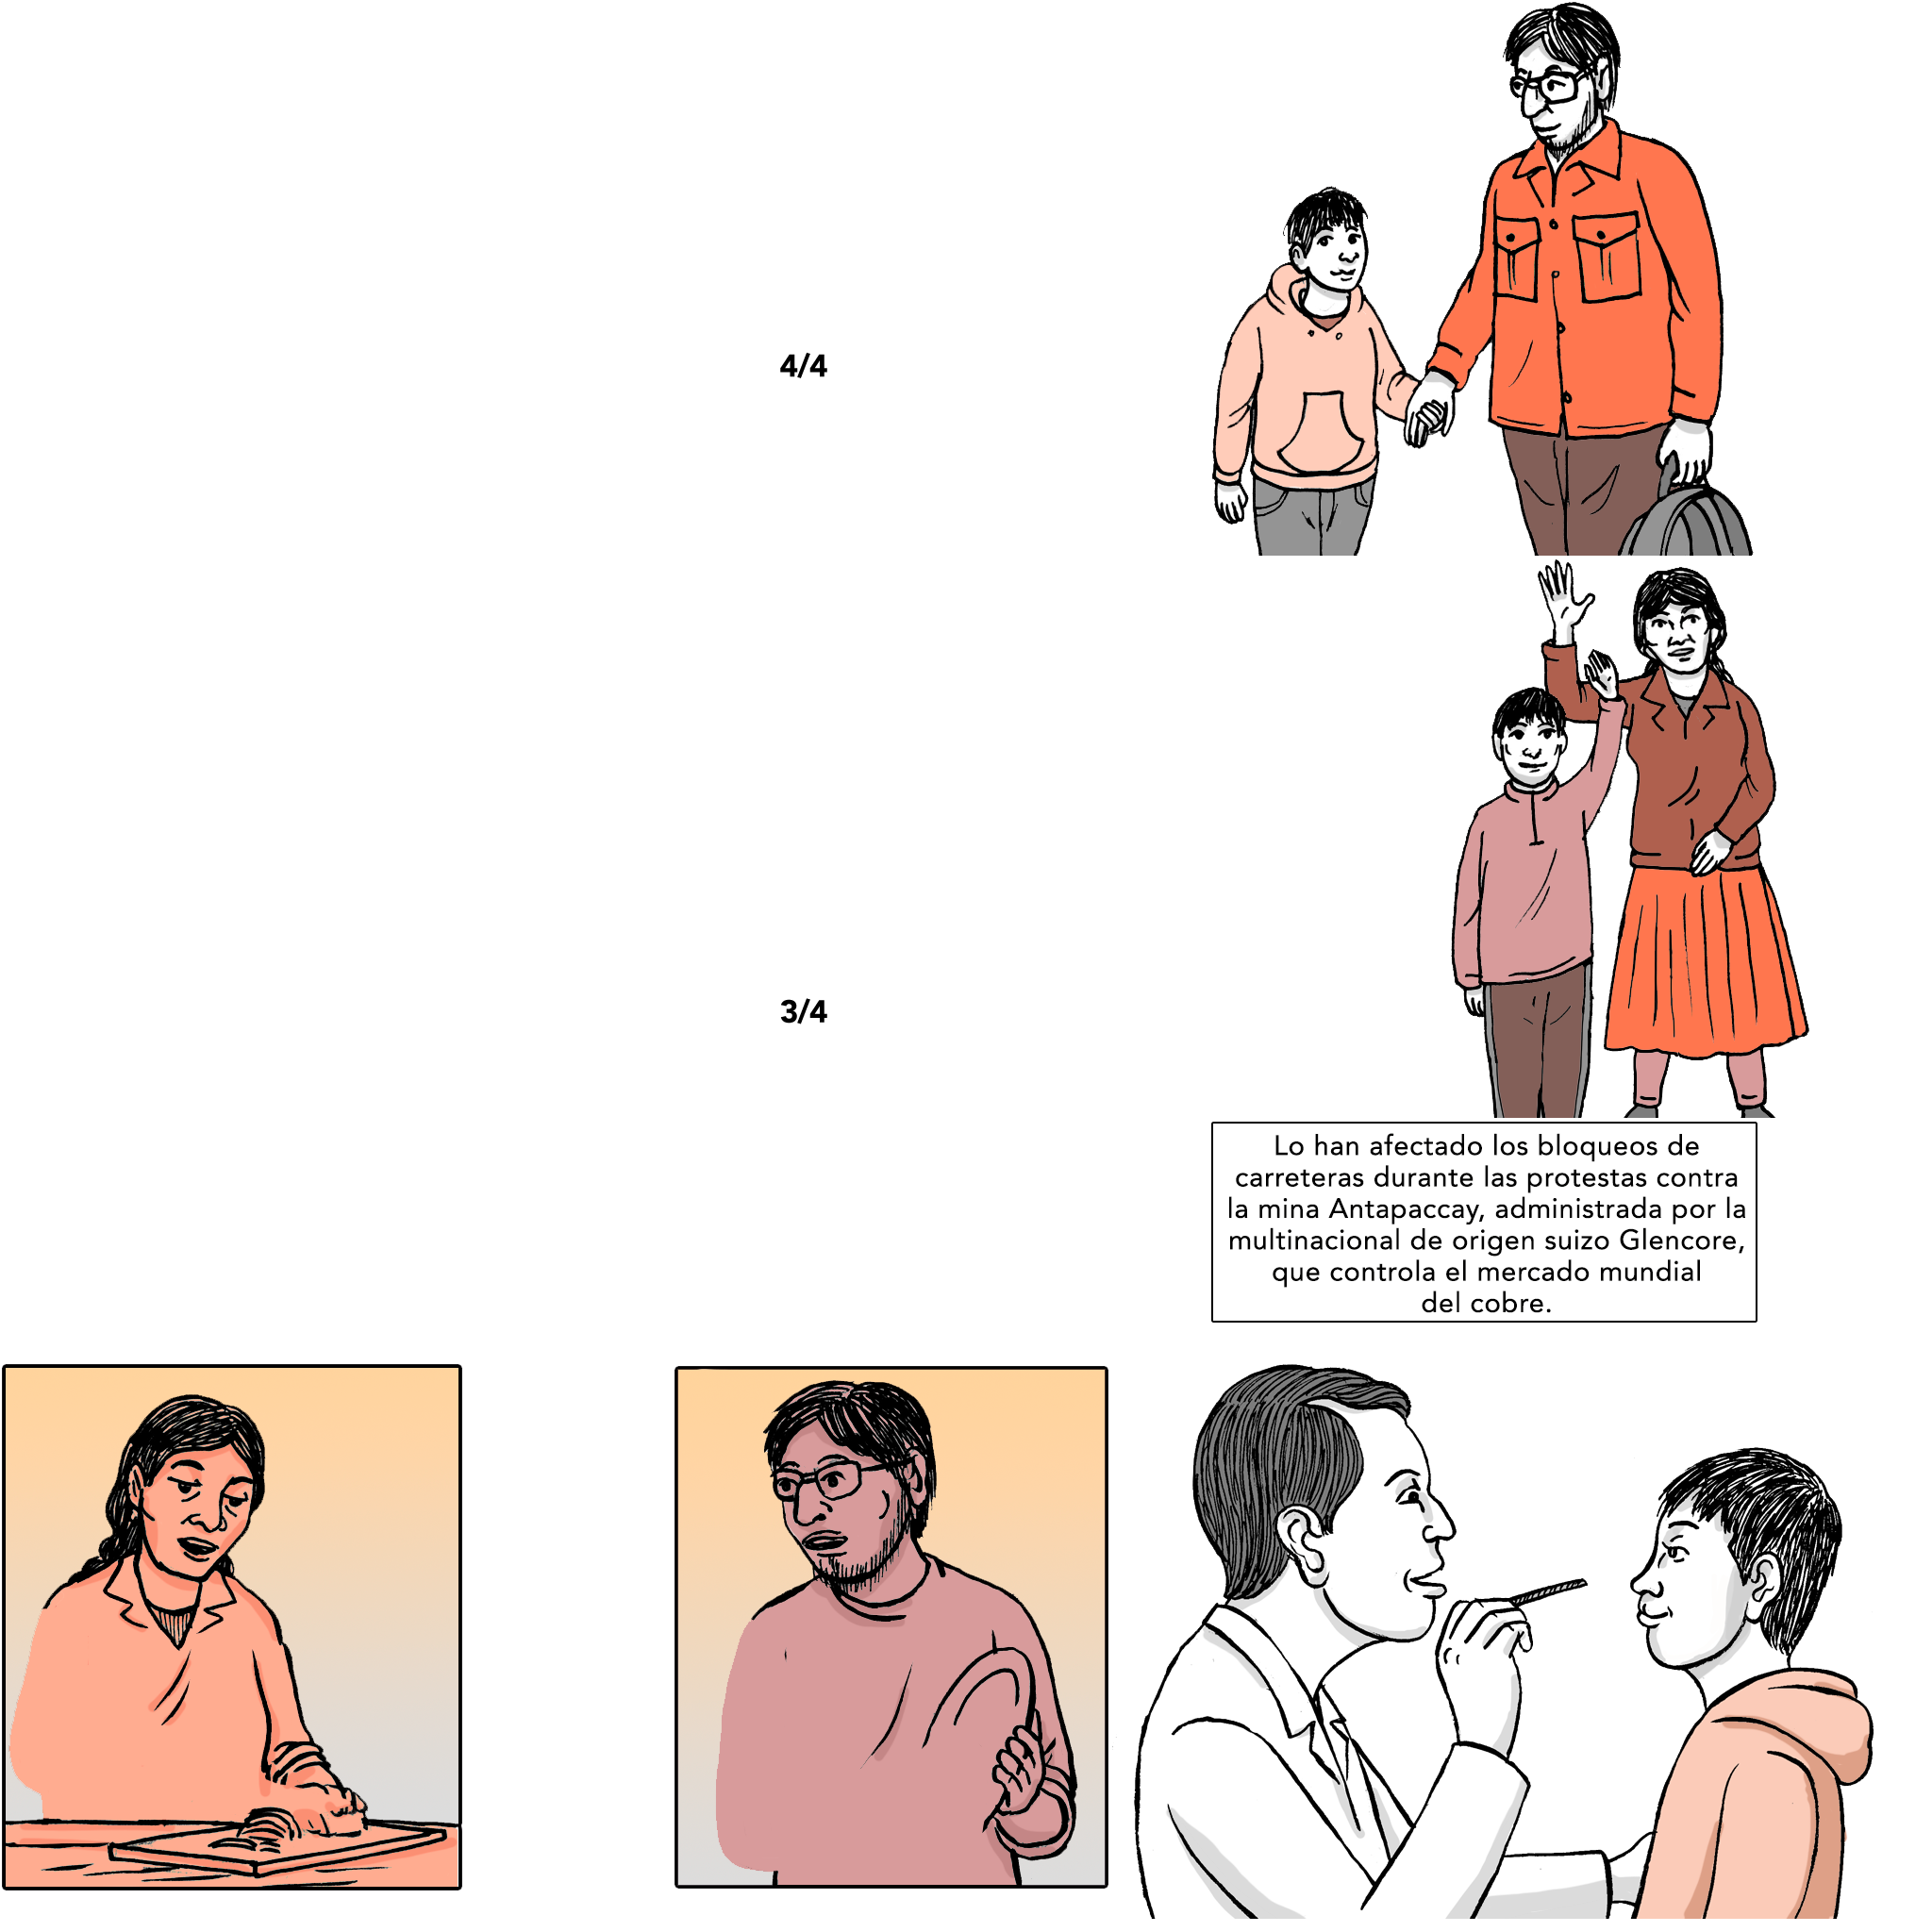 4/4
3/4
Lo han afectado los bloqueos de
carreteras durante las protestas contra
la mina Antapaccay, administrada por la
multinacional de origen suizo Glencore,
que controla el mercado mundial
del cobre.